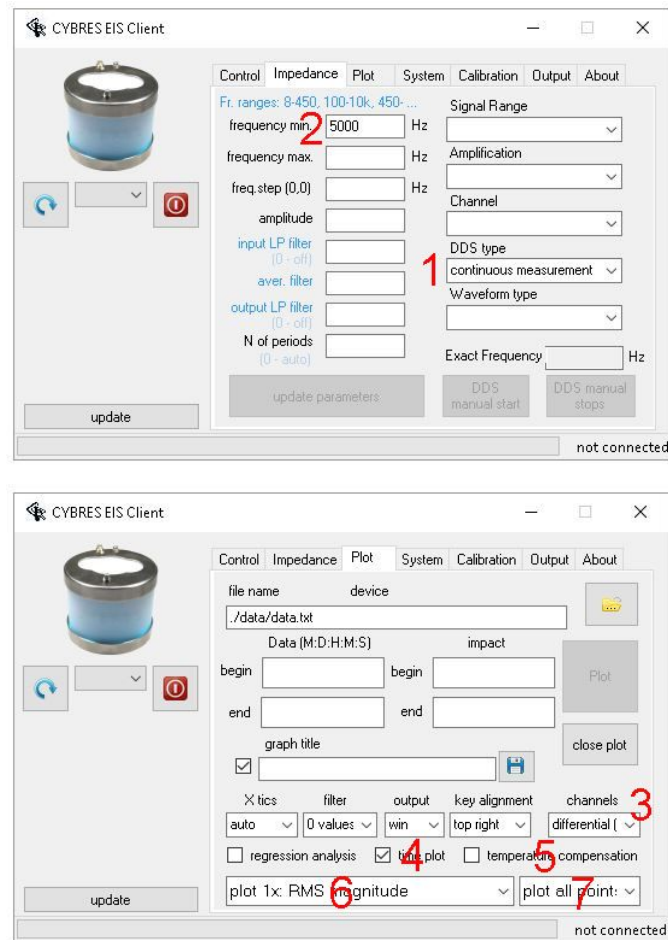 CYBRES EIS Client
Control Impedance Plot System Calibration Output About
Fr. ranges: 8-450, 100-10k, 450- ...
Signal Range
frequency min. 2 5000 Hz
frequency max. Hz
Amplification
freq.step (0,0) Hz
Channel
amplitude
input LP filter
(0 - off)
DDS type
1 continuous measurement
aver. filter
Waveform type
output LP filter
(0 - off)
N of periods
(0 - auto)
Exact Frequency Hz
update parameters
DDS manual start
DDS manual stops
update
not connected
CYBRES EIS Client
Control Impedance Plot System Calibration Output About
file name device
./data/data.txt
Data (M:D:H:M:S) impact
begin begin
Plot
end end
graph title
close plot
X tics filter output key alignment channels 3
auto 0 values win top right differential (
regression analysis 4 time plot 5 temperature compensation
plot 1x: RMS magnitude 6 plot all point: 7
update
not connected